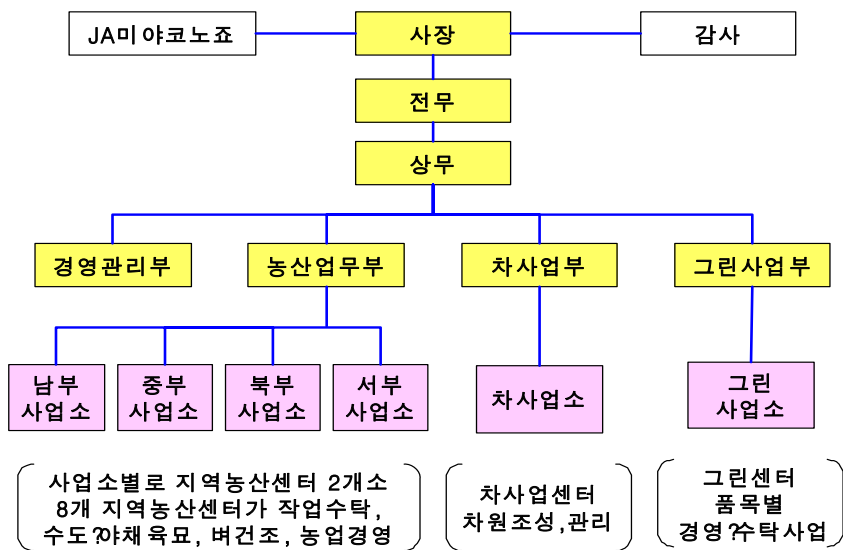 JA미야코노죠
사장
감사
전무
상무
경영관리부
농산업무부
차사업부
그린사업부
남부
사업소
중부
사업소
북부
사업소
서부
사업소
차사업소
그린
사업소
사업소별로 지역농산센터 2개소
8개 지역농산센터가 작업수탁,
수도?야채육묘, 벼건조, 농업경영
차사업센터
차원조성,관리
그린센터
품목별
경영?수탁사업